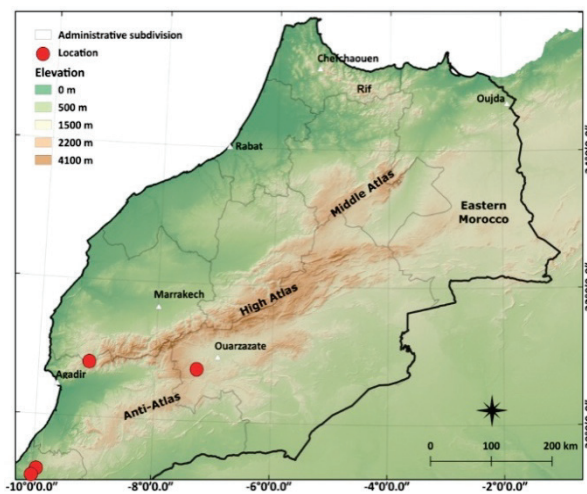 Administrative subdivision
Location
Elevation
0 m
500 m
1500 m
2200 m
4100 m
Chefchaouen
Rif
Oujda
Rabat
Middle Atlas
Eastern
Morocco
Marrakech
High Atlas
Ouarzazate
Agadir
Anti-Atlas
0 100 200 km
-10°0'0.0" -8°0'0.0" -6°0'0.0" -4°0'0.0" -2°0'0.0"